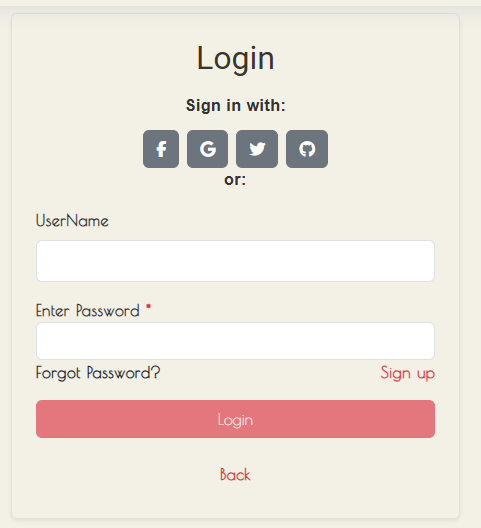 Login
Sign in with:
or:
UserName
Enter Password *
Forgot Password? Sign up
Login
Back